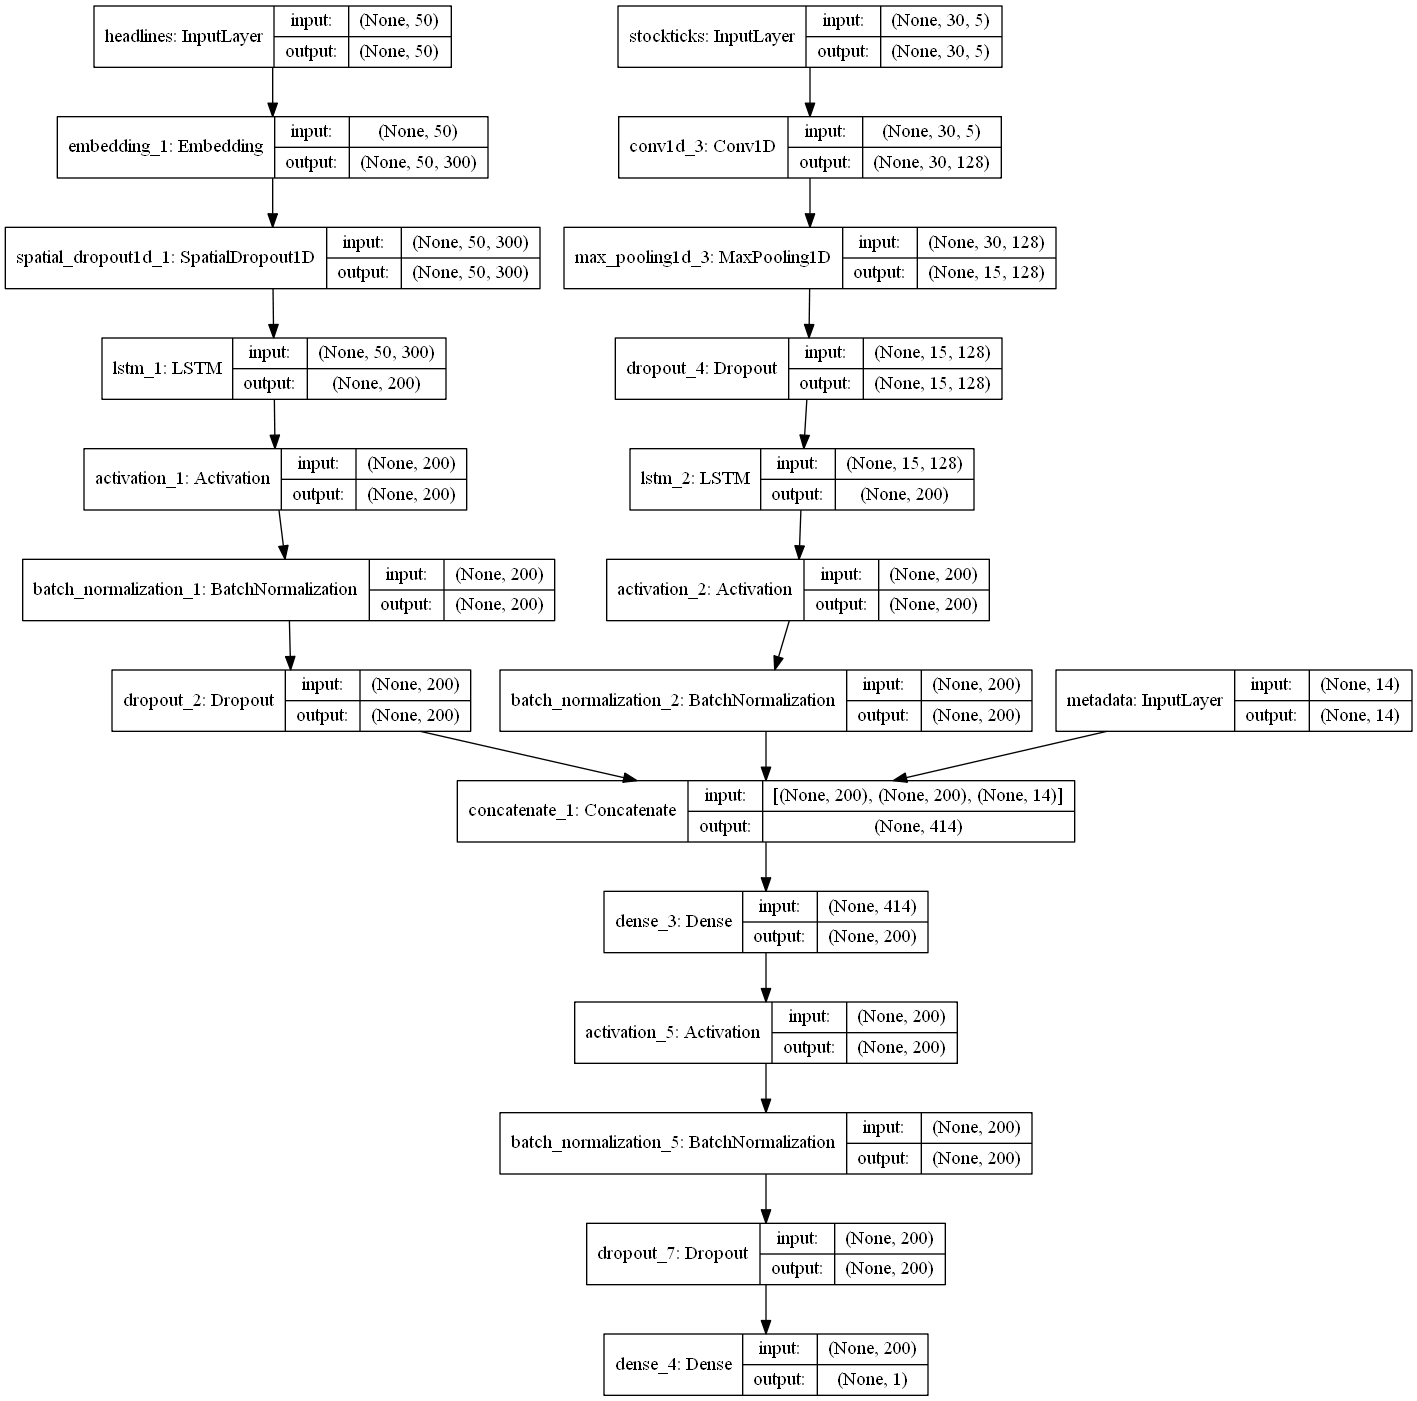 headlines: InputLayer
input: (None, 50)
output: (None, 50)
stockticks: InputLayer
input: (None, 30, 5)
output: (None, 30, 5)
embedding_1: Embedding
input: (None, 50)
output: (None, 50, 300)
conv1d_3: Conv1D
input: (None, 30, 5)
output: (None, 30, 128)
spatial_dropout1d_1: SpatialDropout1D
input: (None, 50, 300)
output: (None, 50, 300)
max_pooling1d_3: MaxPooling1D
input: (None, 30, 128)
output: (None, 15, 128)
lstm_1: LSTM
input: (None, 50, 300)
output: (None, 200)
dropout_4: Dropout
input: (None, 15, 128)
output: (None, 15, 128)
activation_1: Activation
input: (None, 200)
output: (None, 200)
lstm_2: LSTM
input: (None, 15, 128)
output: (None, 200)
batch_normalization_1: BatchNormalization
input: (None, 200)
output: (None, 200)
activation_2: Activation
input: (None, 200)
output: (None, 200)
dropout_2: Dropout
input: (None, 200)
output: (None, 200)
batch_normalization_2: BatchNormalization
input: (None, 200)
output: (None, 200)
metadata: InputLayer
input: (None, 14)
output: (None, 14)
concatenate_1: Concatenate
input: [(None, 200), (None, 200), (None, 14)]
output: (None, 414)
dense_3: Dense
input: (None, 414)
output: (None, 200)
activation_5: Activation
input: (None, 200)
output: (None, 200)
batch_normalization_5: BatchNormalization
input: (None, 200)
output: (None, 200)
dropout_7: Dropout
input: (None, 200)
output: (None, 200)
dense_4: Dense
input: (None, 200)
output: (None, 1)